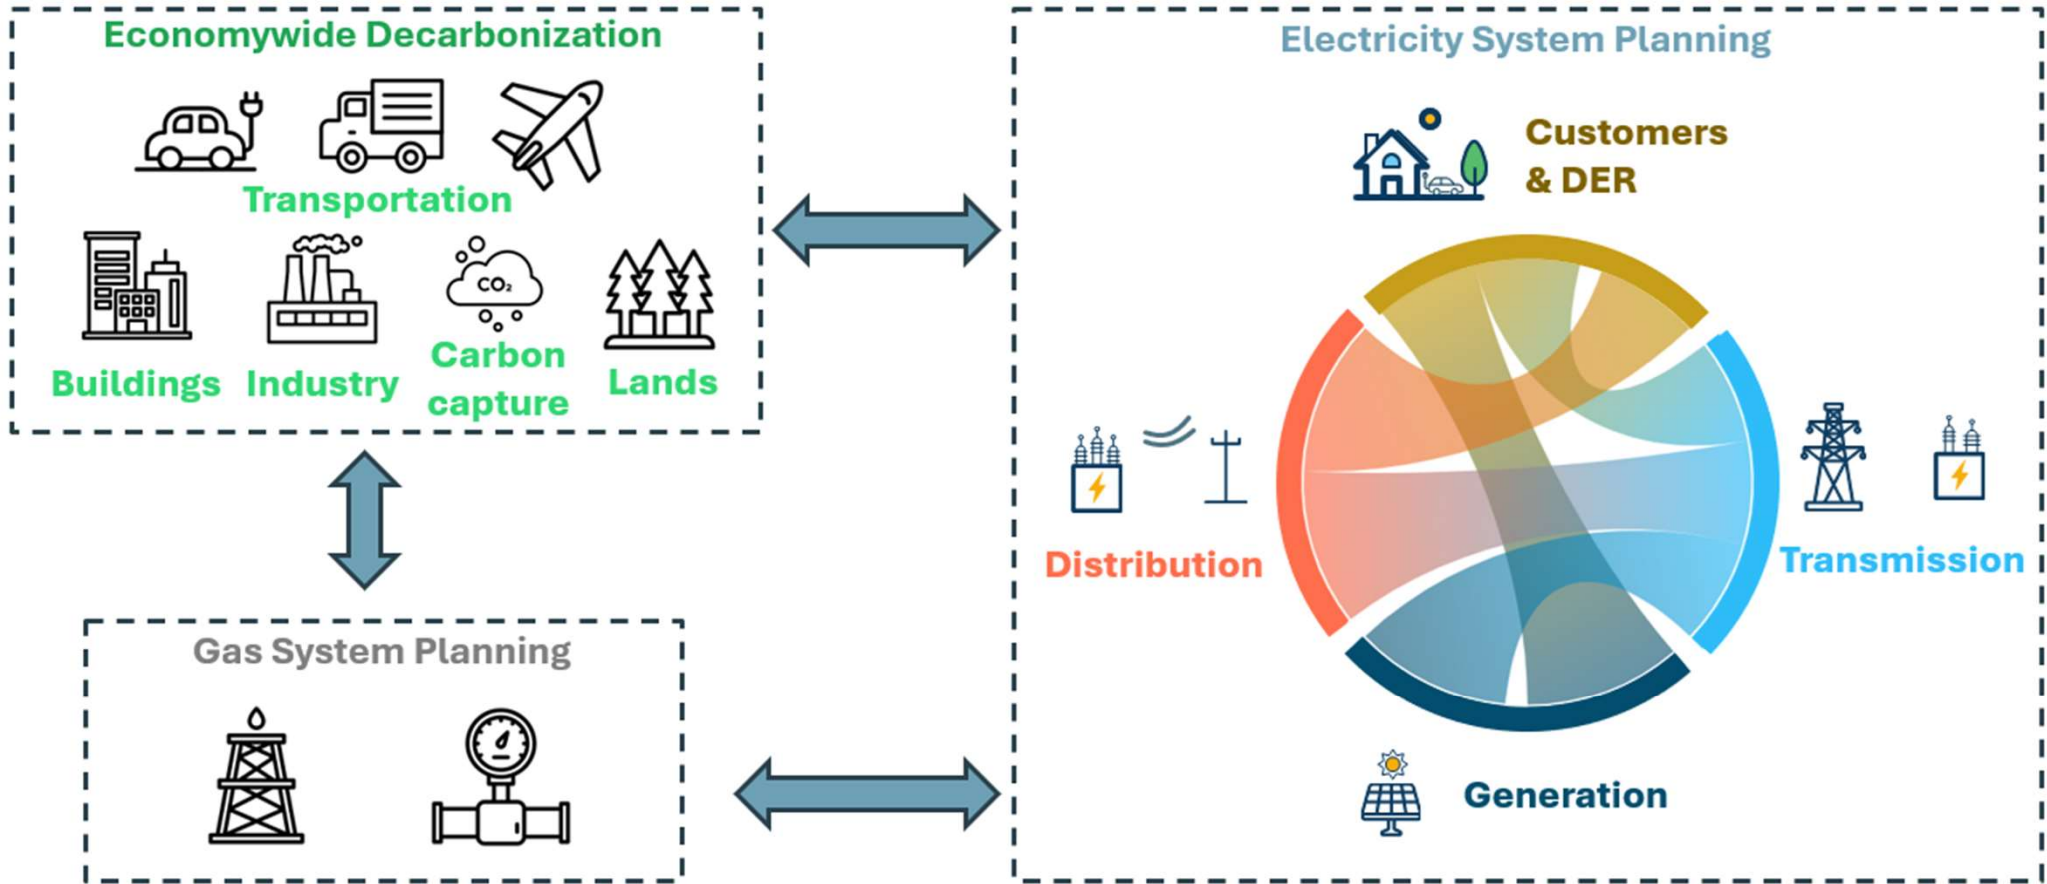 Economywide Decarbonization
Transportation
CO₂
Buildings
Industry
Carbon
capture
Lands
Gas System Planning
Electricity System Planning
Customers
& DER
Distribution
Transmission
Generation